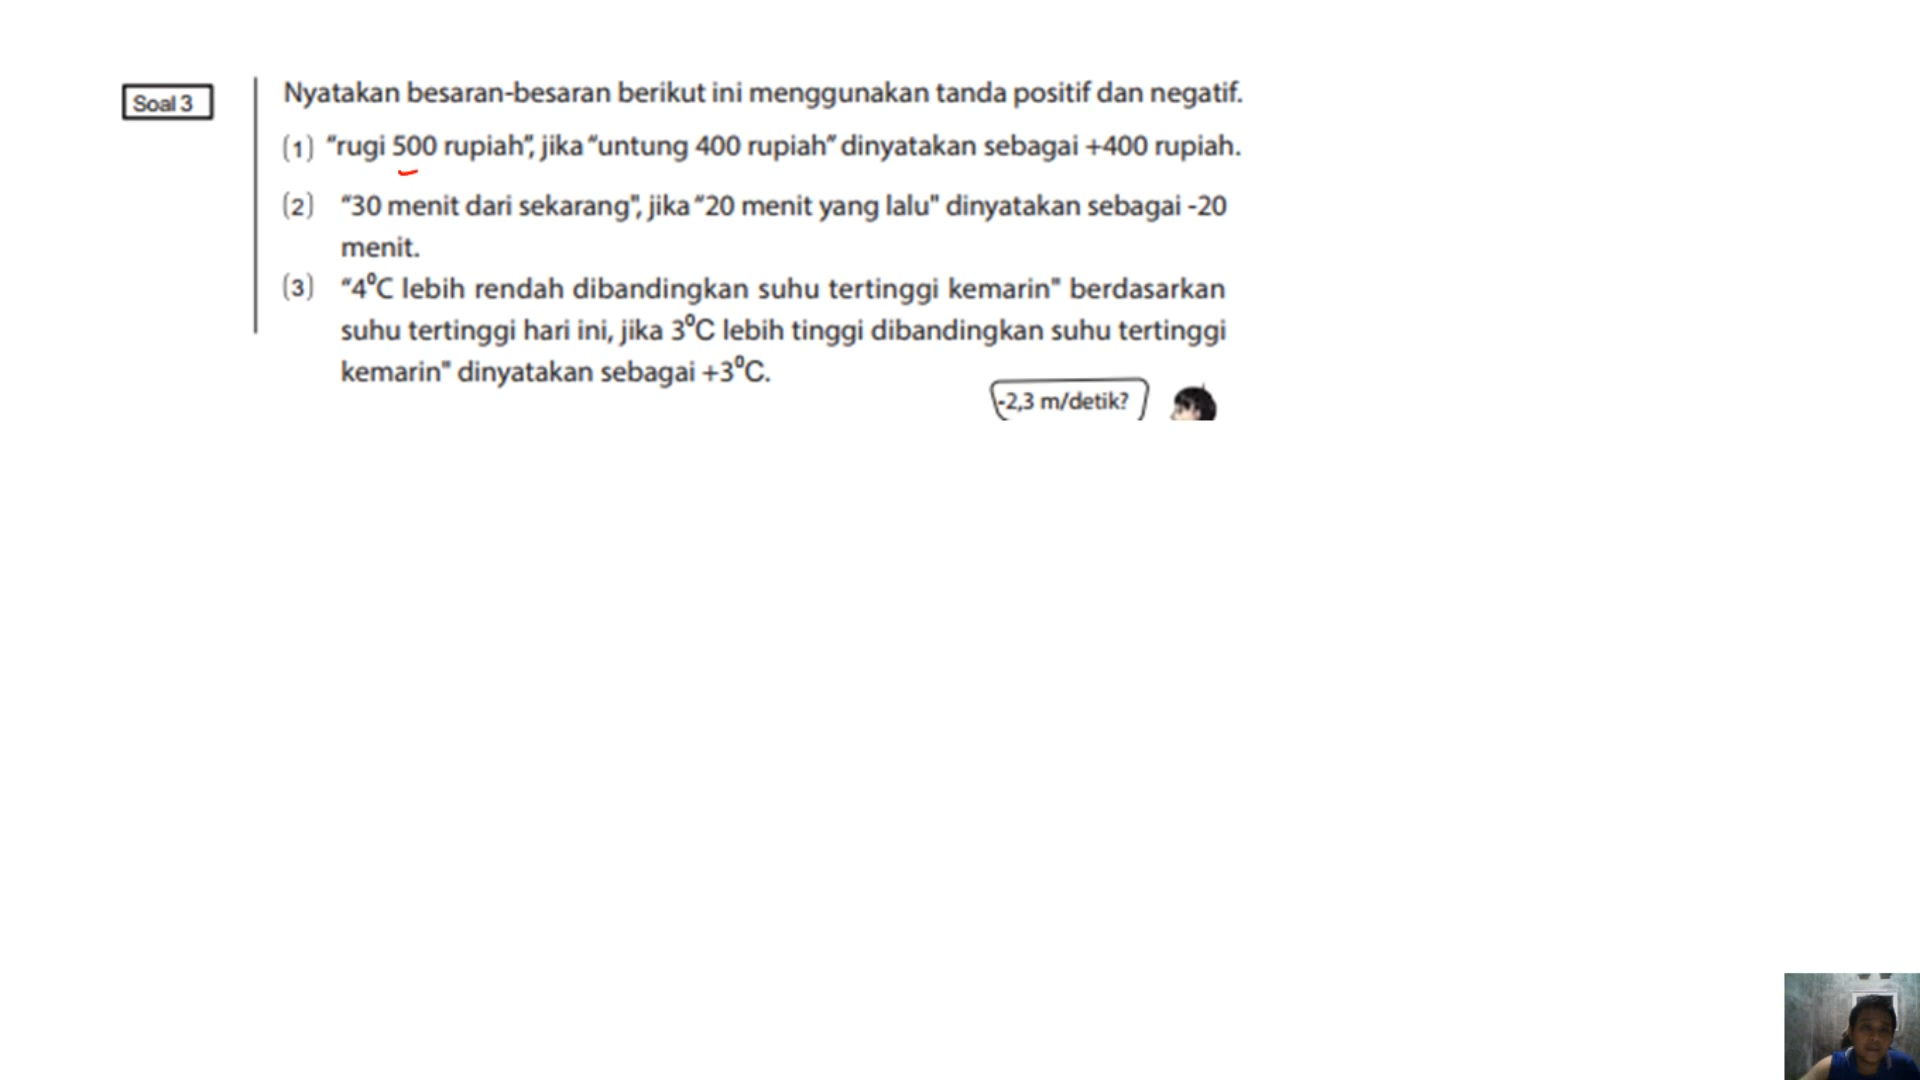 Soal 3
Nyatakan besaran-besaran berikut ini menggunakan tanda positif dan negatif.
(1) “rugi 500 rupiah”, jika “untung 400 rupiah” dinyatakan sebagai +400 rupiah.
(2) “30 menit dari sekarang", jika “20 menit yang lalu" dinyatakan sebagai -20
menit.
(3) “4⁰C lebih rendah dibandingkan suhu tertinggi kemarin" berdasarkan
suhu tertinggi hari ini, jika 3⁰C lebih tinggi dibandingkan suhu tertinggi
kemarin" dinyatakan sebagai +3⁰C.
-2,3 m/detik?